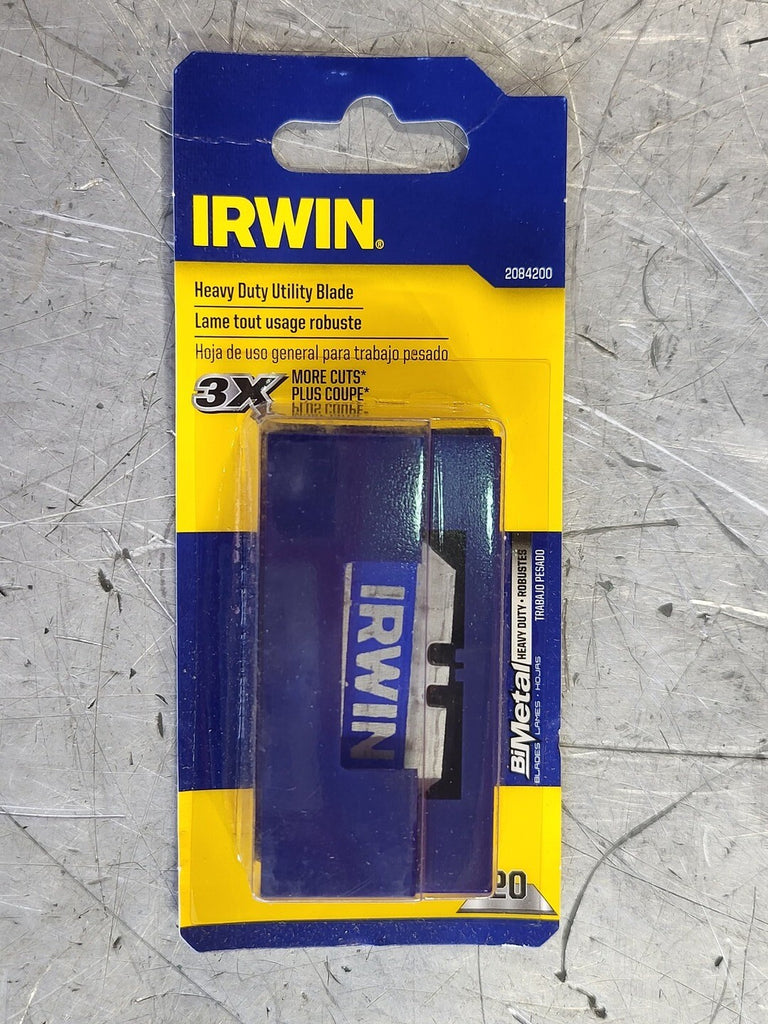 IRWIN®
2084200
Heavy Duty Utility Blade
Lame tout usage robuste
Hoja de uso general para trabajo pesado
3X MORE CUTS*
PLUS COUPE*
IRWIN
BiMetal HEAVY DUTY • ROBUSTES
TRABAJO PESADO
BLADES • LAMES • HOJAS
20